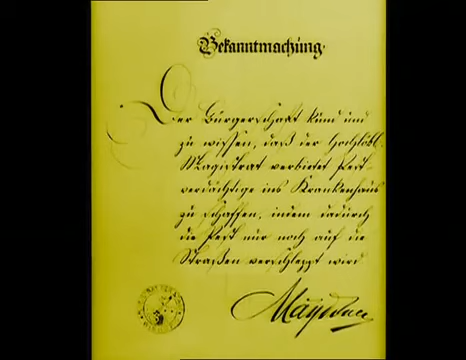 Bekanntmachung.
Der Bürgerschaft kund und
zu wissen, daß der Hochlöbl.
Magistrat verbietet Pest-
verdächtige ins Krankenhaus
zu schaffen, indem dadurch
die Pest nur noch auf die
Straßen verschleppt wird